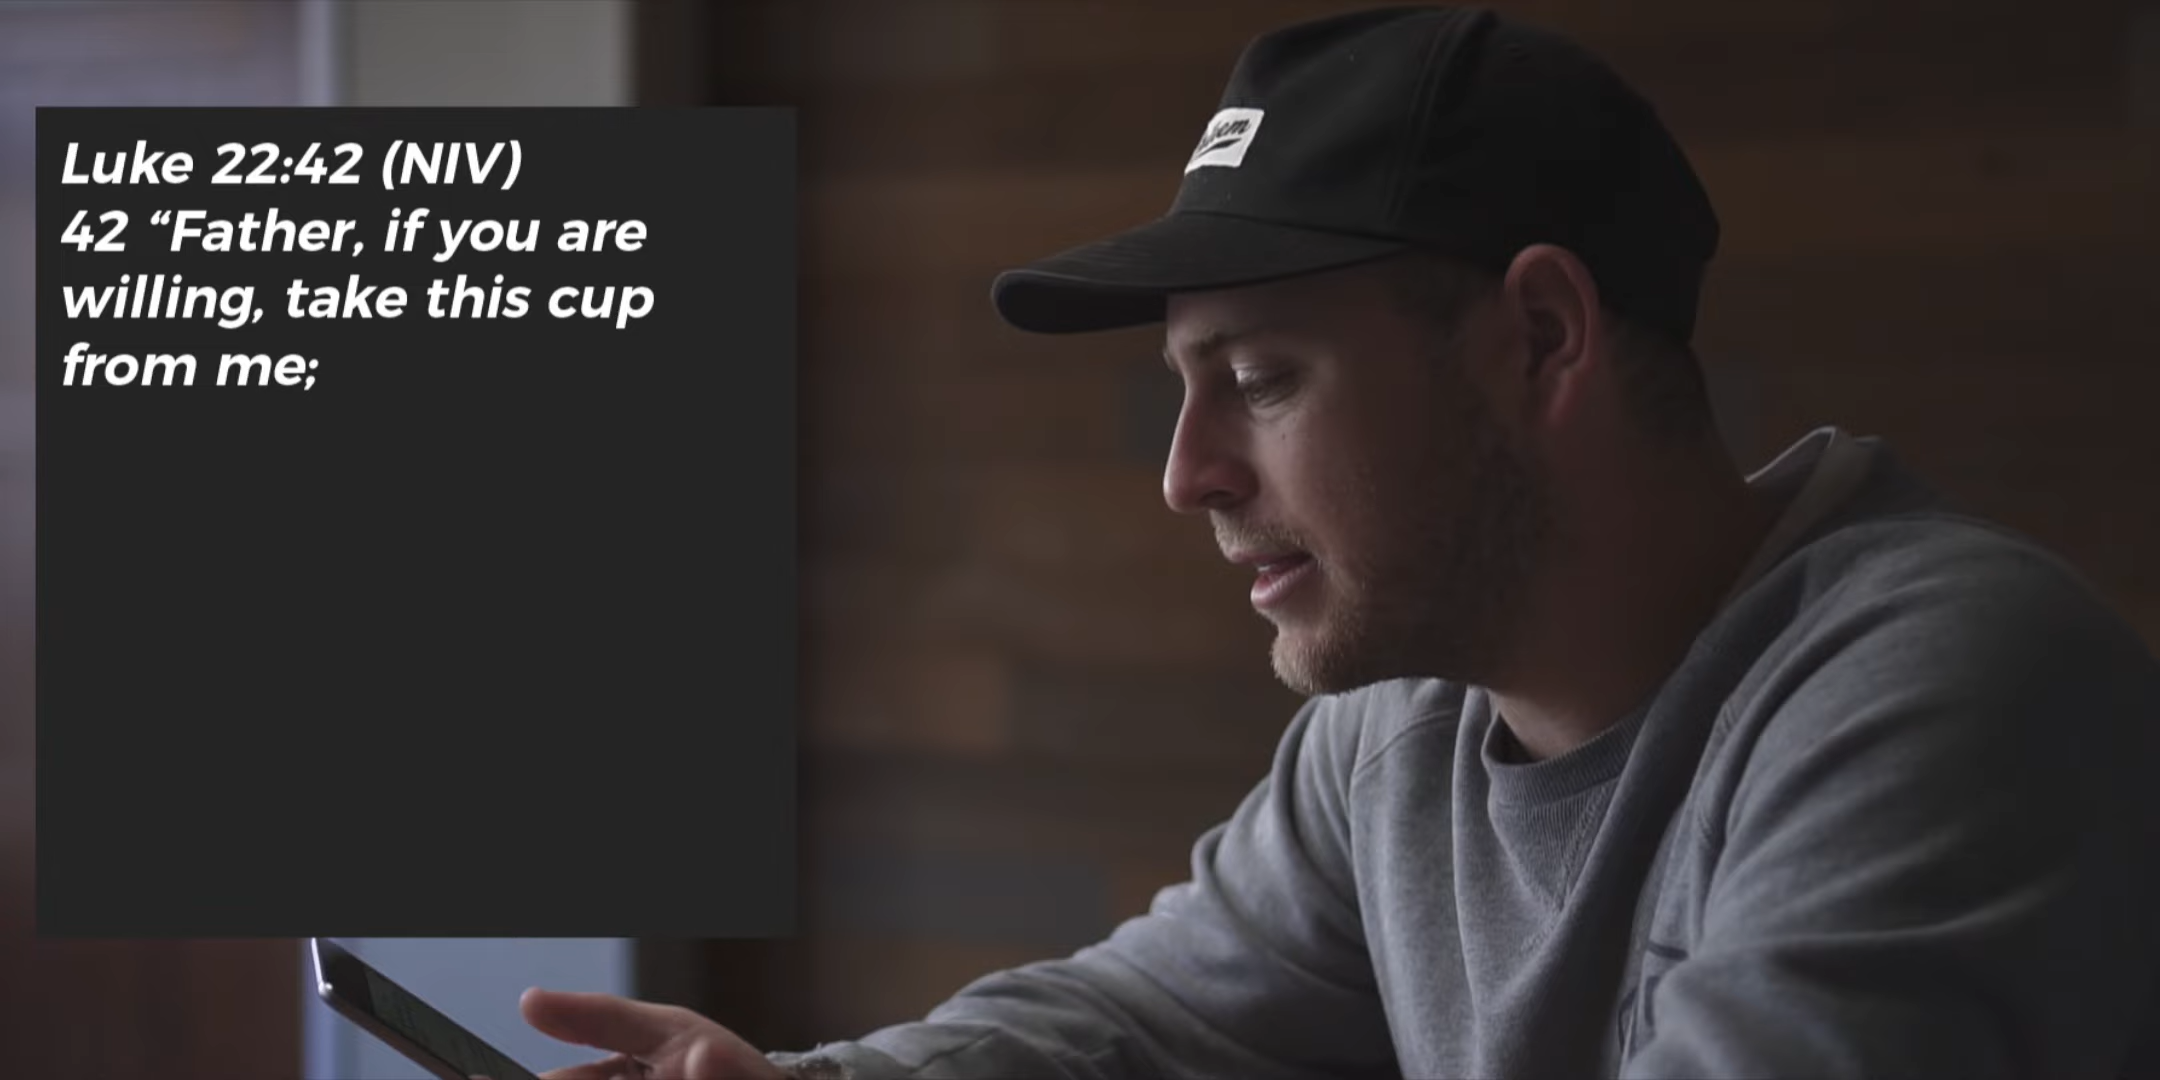 Luke 22:42 (NIV)
42 “Father, if you are
willing, take this cup
from me;